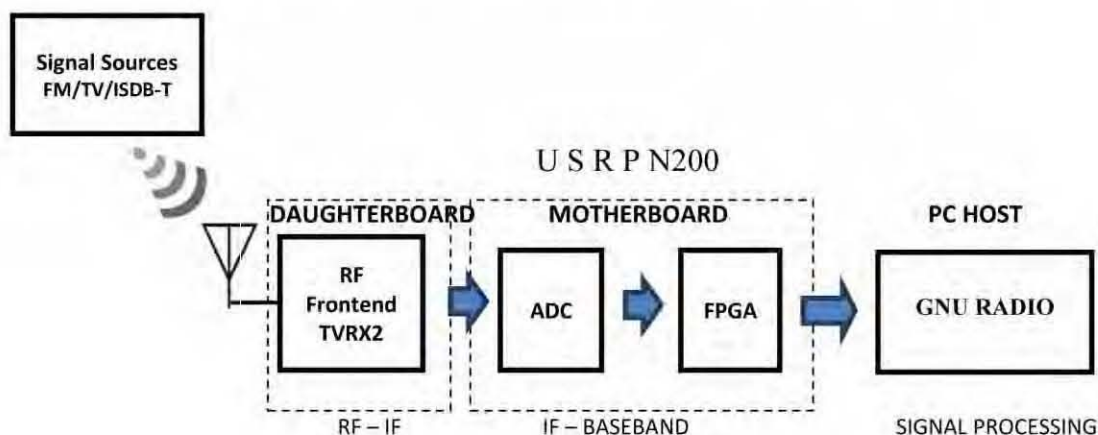 Signal Sources
FM/TV/ISDB-T
U S R P N200
DAUGHTERBOARD
MOTHERBOARD
PC HOST
RF
Frontend
TVRX2
ADC
FPGA
GNU RADIO
RF – IF
IF – BASEBAND
SIGNAL PROCESSING